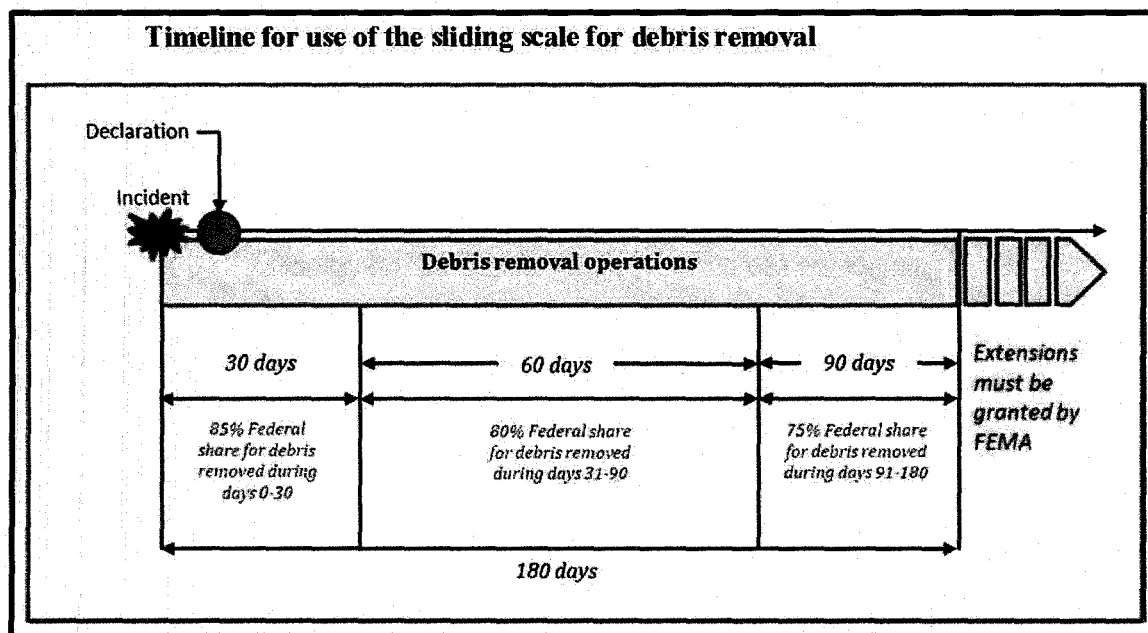 Timeline for use of the sliding scale for debris removal
Declaration
Incident
Debris removal operations
30 days
60 days
90 days
85% Federal
share for debris
removed during
days 0-30
80% Federal share
for debris removed
during days 31-90
75% Federal share
for debris removed
during days 91-180
Extensions
must be
granted by
FEMA
180 days